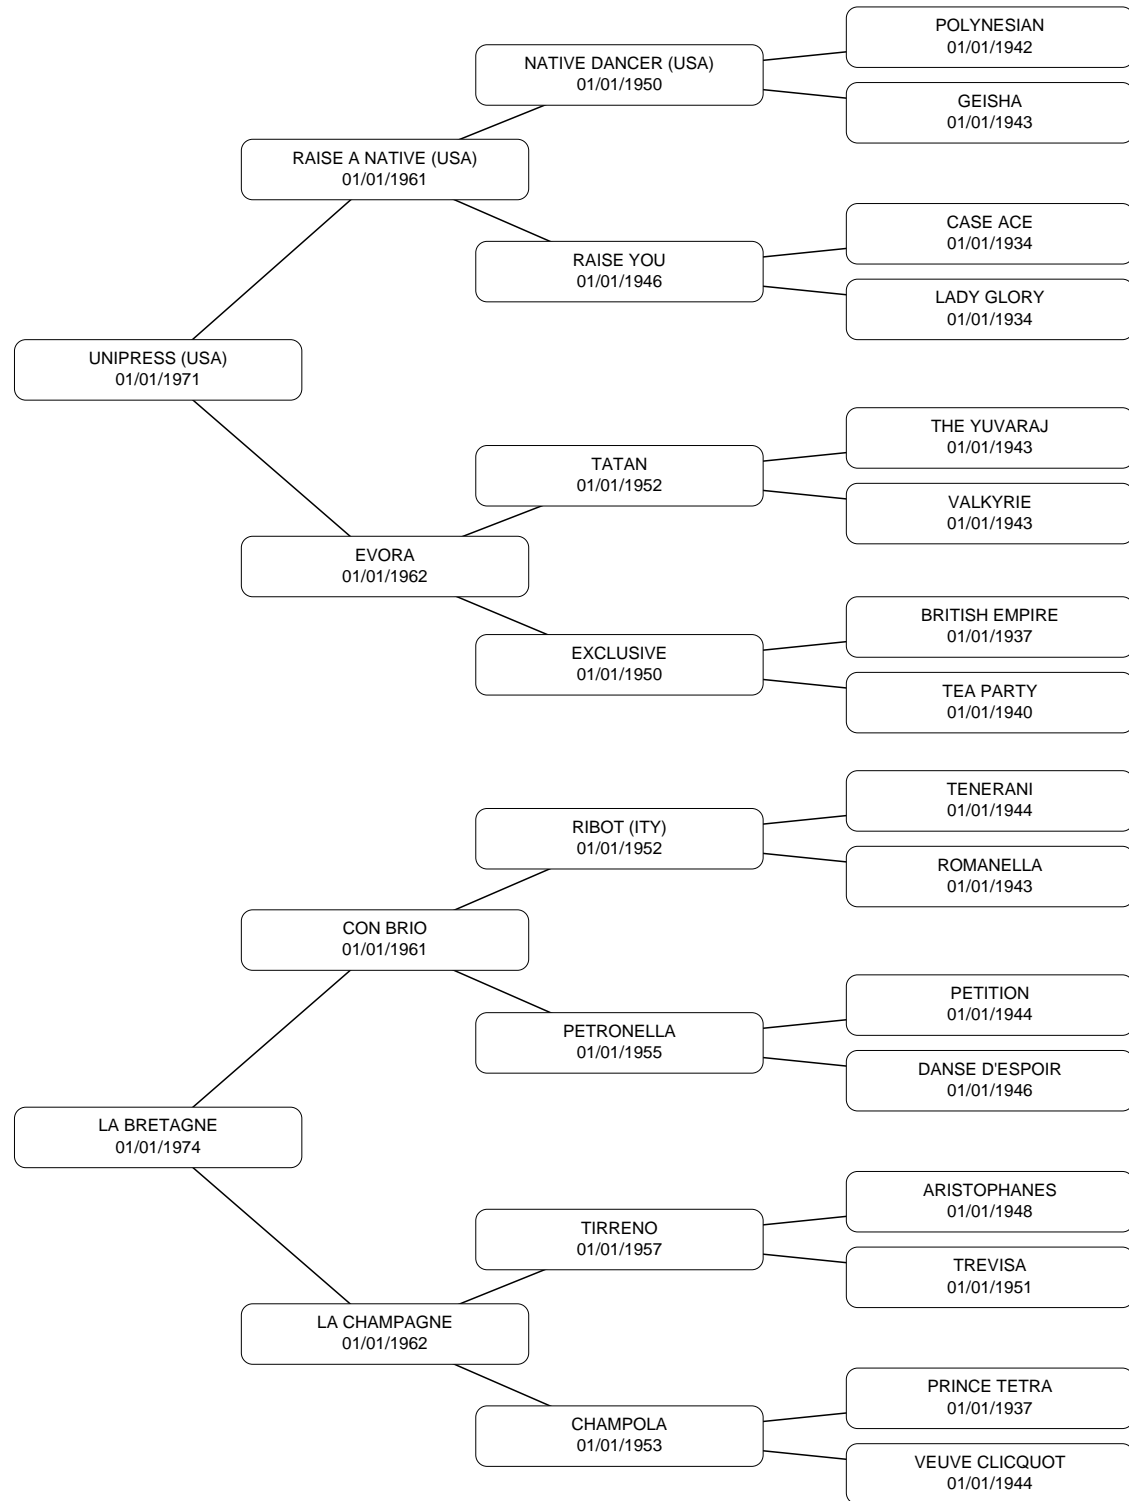 POLYNESIAN
01/01/1942
NATIVE DANCER (USA)
01/01/1950
GEISHA
01/01/1943
RAISE A NATIVE (USA)
01/01/1961
CASE ACE
01/01/1934
RAISE YOU
01/01/1946
LADY GLORY
01/01/1934
UNIPRESS (USA)
01/01/1971
THE YUVARAJ
01/01/1943
TATAN
01/01/1952
VALKYRIE
01/01/1943
EVORA
01/01/1962
BRITISH EMPIRE
01/01/1937
EXCLUSIVE
01/01/1950
TEA PARTY
01/01/1940
TENERANI
01/01/1944
RIBOT (ITY)
01/01/1952
ROMANELLA
01/01/1943
CON BRIO
01/01/1961
PETITION
01/01/1944
PETRONELLA
01/01/1955
DANSE D'ESPOIR
01/01/1946
LA BRETAGNE
01/01/1974
ARISTOPHANES
01/01/1948
TIRRENO
01/01/1957
TREVISA
01/01/1951
LA CHAMPAGNE
01/01/1962
PRINCE TETRA
01/01/1937
CHAMPOLA
01/01/1953
VEUVE CLICQUOT
01/01/1944